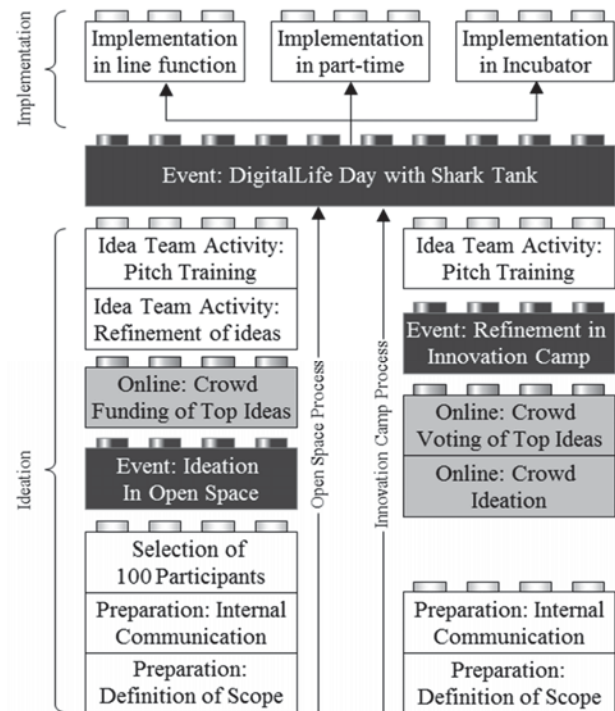 Implementation
Implementation
in line function
Implementation
in part-time
Implementation
in Incubator
Event: DigitalLife Day with Shark Tank
Ideation
Idea Team Activity:
Pitch Training
Idea Team Activity:
Refinement of ideas
Online: Crowd
Funding of Top Ideas
Event: Ideation
In Open Space
Selection of
100 Participants
Preparation: Internal
Communication
Preparation:
Definition of Scope
Open Space Process
Innovation Camp Process
Idea Team Activity:
Pitch Training
Event: Refinement in
Innovation Camp
Online: Crowd
Voting of Top Ideas
Online: Crowd
Ideation
Preparation: Internal
Communication
Preparation:
Definition of Scope